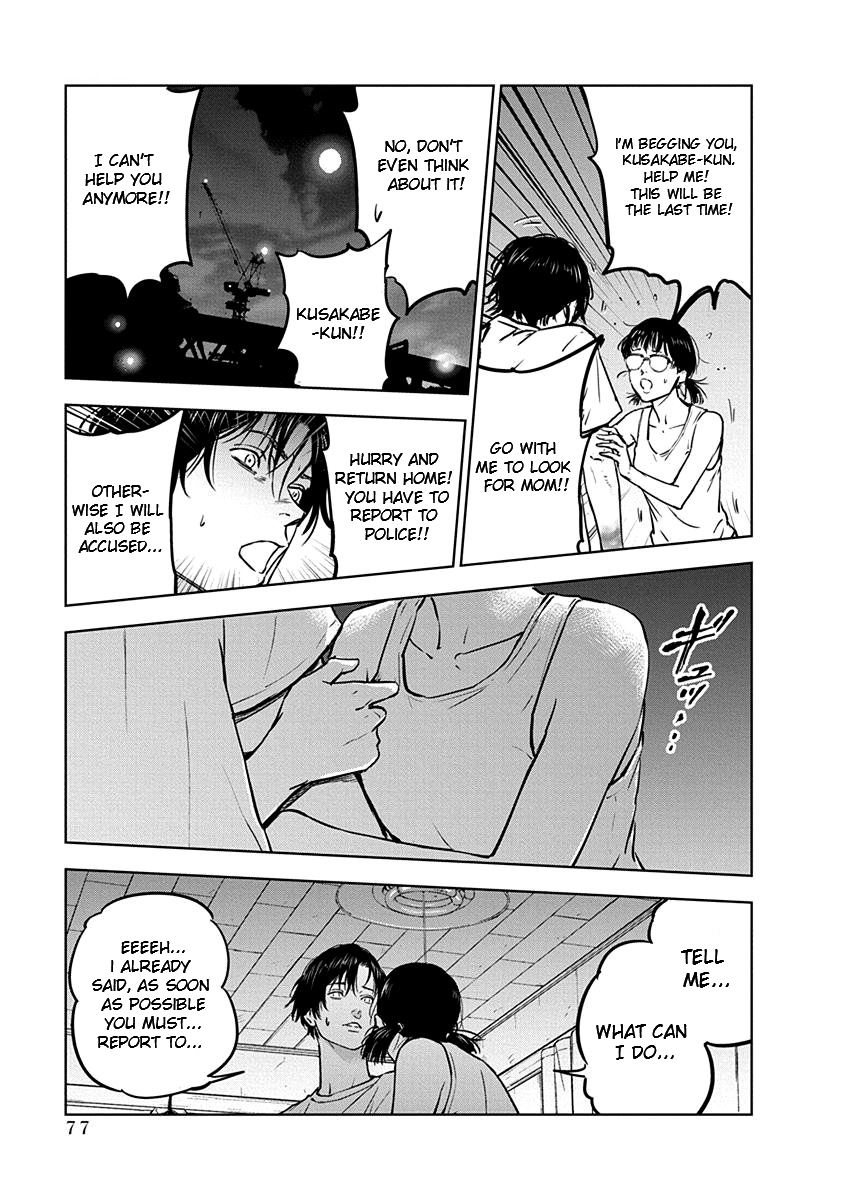 I'M BEGGING YOU,
KUSAKABE-KUN.
HELP ME!
THIS WILL BE
THE LAST TIME!
GO WITH
ME TO LOOK
FOR MOM!!
NO, DON'T
EVEN THINK
ABOUT IT!
I CAN'T
HELP YOU
ANYMORE!!
KUSAKABE
-KUN!!
HURRY AND
RETURN HOME!
YOU HAVE TO
REPORT TO
POLICE!!
OTHER-
WISE I WILL
ALSO BE
ACCUSED...
ギュッ…
TELL
ME...
WHAT CAN
I DO...
EEEEH...
I ALREADY
SAID, AS SOON
AS POSSIBLE
YOU MUST...
REPORT TO...
77